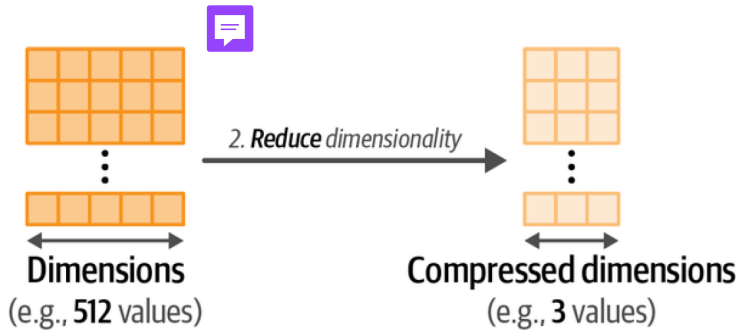 2. Reduce dimensionality
Dimensions
(e.g., 512 values)
Compressed dimensions
(e.g., 3 values)